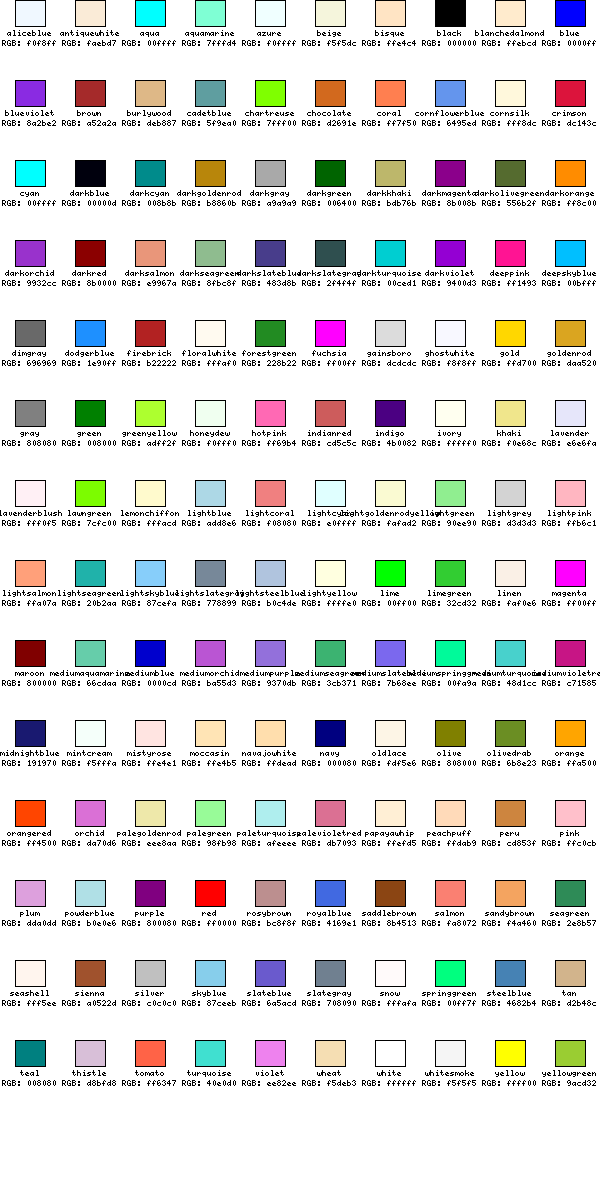 aliceblue antiquewhite aqua aquamarine azure beige bisque black blanchedalmond blue
RGB: f0f8ff RGB: faebd7 RGB: 00ffff RGB: 7fffd4 RGB: f0ffff RGB: f5f5dc RGB: ffe4c4 RGB: 000000 RGB: ffebcd RGB: 0000ff
blueviolet brown burlywood cadetblue chartreuse chocolate coral cornflowerblue cornsilk crimson
RGB: 8a2be2 RGB: a52a2a RGB: deb887 RGB: 5f9ea0 RGB: 7fff00 RGB: d2691e RGB: ff7f50 RGB: 6495ed RGB: fff8dc RGB: dc143c
cyan darkblue darkcyan darkgoldenrod darkgray darkgreen darkkhaki darkmagenta darkolivegreen darkorange
RGB: 00ffff RGB: 00000d RGB: 008b8b RGB: b8860b RGB: a9a9a9 RGB: 006400 RGB: bdb76b RGB: 8b008b RGB: 556b2f RGB: ff8c00
darkorchid darkred darksalmon darkseagreen darkslateblue darkslategray darkturquoise darkviolet deeppink deepskyblue
RGB: 9932cc RGB: 8b0000 RGB: e9967a RGB: 8fbc8f RGB: 483d8b RGB: 2f4f4f RGB: 00ced1 RGB: 9400d3 RGB: ff1493 RGB: 00bfff
dimgray dodgerblue firebrick floralwhite forestgreen fuchsia gainsboro ghostwhite gold goldenrod
RGB: 696969 RGB: 1e90ff RGB: b22222 RGB: fffaf0 RGB: 228b22 RGB: ff00ff RGB: dcdcdc RGB: f8f8ff RGB: ffd700 RGB: daa520
gray green greenyellow honeydew hotpink indianred indigo ivory khaki lavender
RGB: 808080 RGB: 008000 RGB: adff2f RGB: f0fff0 RGB: ff69b4 RGB: cd5c5c RGB: 4b0082 RGB: fffff0 RGB: f0e68c RGB: e6e6fa
lavenderblush lawngreen lemonchiffon lightblue lightcoral lightcyan lightgoldenrodyellow lightgreen lightgrey lightpink
RGB: fff0f5 RGB: 7cfc00 RGB: fffacd RGB: add8e6 RGB: f08080 RGB: e0ffff RGB: fafad2 RGB: 90ee90 RGB: d3d3d3 RGB: ffb6c1
lightsalmon lightseagreen lightskyblue lightslategray lightsteelblue lightyellow lime limegreen linen magenta
RGB: ffa07a RGB: 20b2aa RGB: 87cefa RGB: 778899 RGB: b0c4de RGB: ffffe0 RGB: 00ff00 RGB: 32cd32 RGB: faf0e6 RGB: ff00ff
maroon mediumaquamarine mediumblue mediumorchid mediumpurple mediumseagreen mediumslateblue mediumspringgreen mediumturquoise mediumvioletre
RGB: 800000 RGB: 66cdaa RGB: 0000cd RGB: ba55d3 RGB: 9370db RGB: 3cb371 RGB: 7b68ee RGB: 00fa9a RGB: 48d1cc RGB: c71585
midnightblue mintcream mistyrose moccasin navajowhite navy oldlace olive olivedrab orange
RGB: 191970 RGB: f5fffa RGB: ffe4e1 RGB: ffe4b5 RGB: ffdead RGB: 000080 RGB: fdf5e6 RGB: 808000 RGB: 6b8e23 RGB: ffa500
orangered orchid palegoldenrod palegreen paleturquoise palevioletred papayawhip peachpuff peru pink
RGB: ff4500 RGB: da70d6 RGB: eee8aa RGB: 98fb98 RGB: afeeee RGB: db7093 RGB: ffefd5 RGB: ffdab9 RGB: cd853f RGB: ffc0cb
plum powderblue purple red rosybrown royalblue saddlebrown salmon sandybrown seagreen
RGB: dda0dd RGB: b0e0e6 RGB: 800080 RGB: ff0000 RGB: bc8f8f RGB: 4169e1 RGB: 8b4513 RGB: fa8072 RGB: f4a460 RGB: 2e8b57
seashell sienna silver skyblue slateblue slategray snow springgreen steelblue tan
RGB: fff5ee RGB: a0522d RGB: c0c0c0 RGB: 87ceeb RGB: 6a5acd RGB: 708090 RGB: fffafa RGB: 00ff7f RGB: 4682b4 RGB: d2b48c
teal thistle tomato turquoise violet wheat white whitesmoke yellow yellowgreen
RGB: 008080 RGB: d8bfd8 RGB: ff6347 RGB: 40e0d0 RGB: ee82ee RGB: f5deb3 RGB: ffffff RGB: f5f5f5 RGB: ffff00 RGB: 9acd32